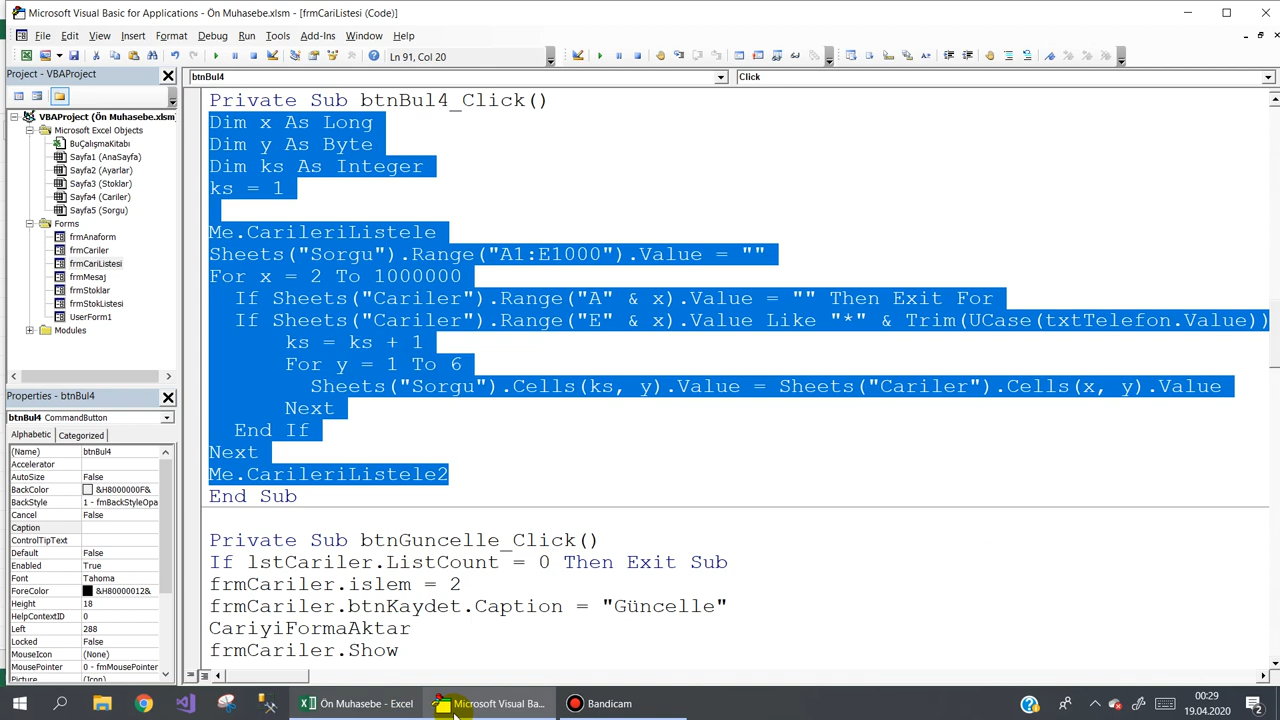 Microsoft Visual Basic for Applications - Ön Muhasebe.xlsm - [frmCariListesi (Code)]
File Edit View Insert Format Debug Run Tools Add-Ins Window Help
Ln 91, Col 20
Project - VBAProject
btnBul4
Click
VBAProject (Ön Muhasebe.xlsm)
Microsoft Excel Objects
BuÇalışmaKitabı
Sayfa1 (AnaSayfa)
Sayfa2 (Ayarlar)
Sayfa3 (Stoklar)
Sayfa4 (Cariler)
Sayfa5 (Sorgu)
Forms
frmAnaform
frmCariler
frmCariListesi
frmMesaj
frmStoklar
frmStokListesi
UserForm1
Modules
Properties - btnBul4
btnBul4 CommandButton
Alphabetic Categorized
(Name) btnBul4
Accelerator
AutoSize False
BackColor &H8000000F&
BackStyle 1 - fmBackStyleOpa
Cancel False
Caption
ControlTipText
Default False
Enabled True
Font Tahoma
ForeColor &H80000012&
Height 18
HelpContextID 0
Left 288
Locked False
MouseIcon (None)
MousePointer 0 - fmMousePointer
Picture (Icon)
Private Sub btnBul4_Click()
Dim x As Long
Dim y As Byte
Dim ks As Integer
ks = 1
Me.CarileriListele
Sheets("Sorgu").Range("A1:E1000").Value = ""
For x = 2 To 1000000
If Sheets("Cariler").Range("A" & x).Value = "" Then Exit For
If Sheets("Cariler").Range("E" & x).Value Like "*" & Trim(UCase(txtTelefon.Value))
ks = ks + 1
For y = 1 To 6
Sheets("Sorgu").Cells(ks, y).Value = Sheets("Cariler").Cells(x, y).Value
Next
End If
Next
Me.CarileriListele2
End Sub
Private Sub btnGuncelle_Click()
If lstCariler.ListCount = 0 Then Exit Sub
frmCariler.islem = 2
frmCariler.btnKaydet.Caption = "Güncelle"
CariyiFormaAktar
frmCariler.Show
Ön Muhasebe - Excel
Microsoft Visual Ba...
Bandicam
00:29
19.04.2020
2